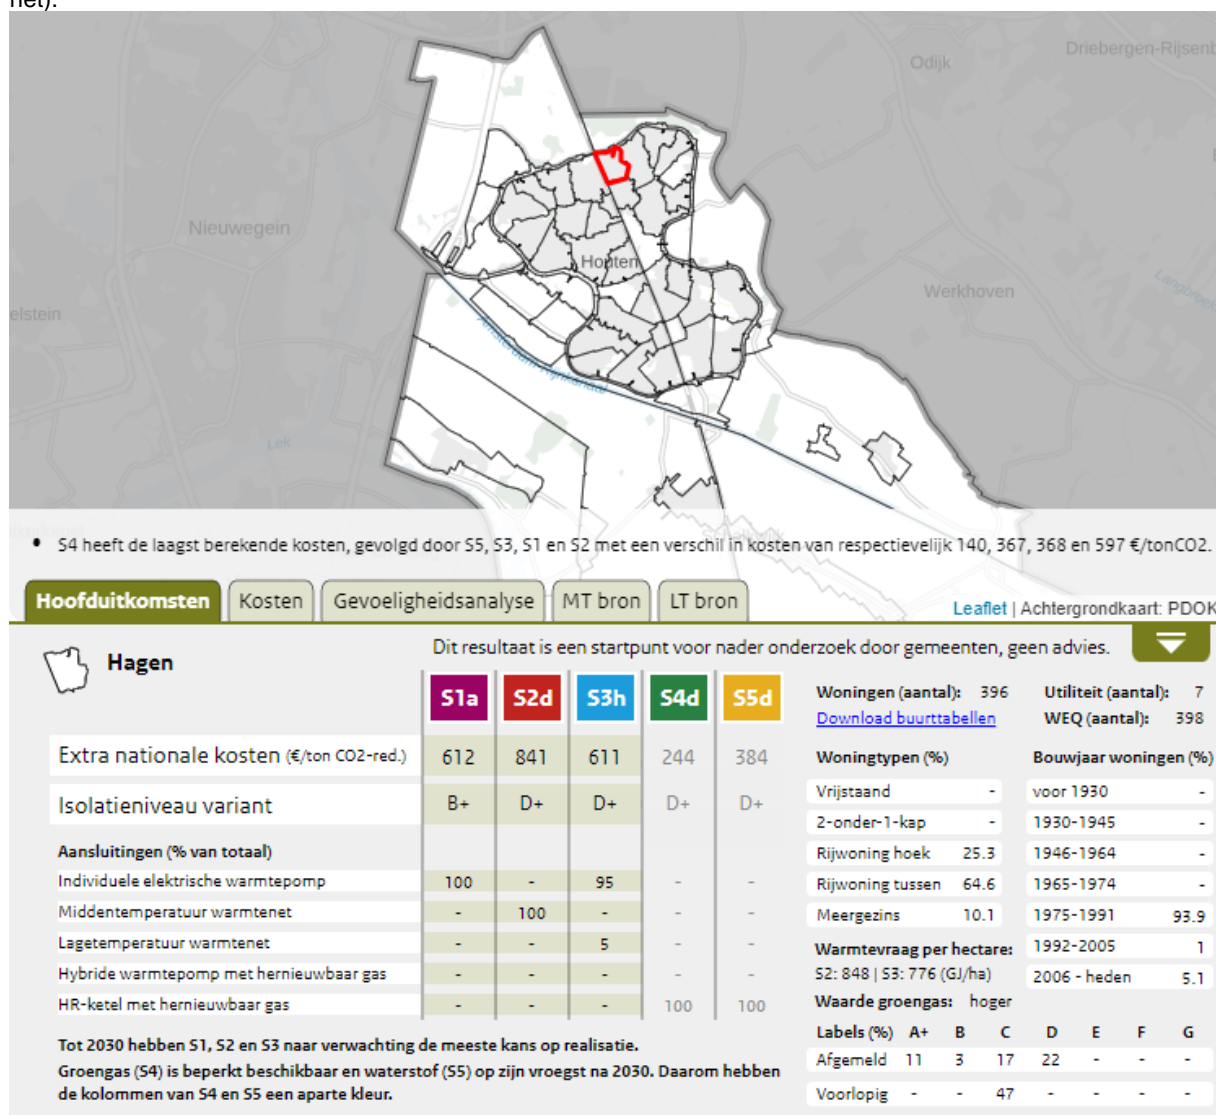 net).
Driebergen-Rijsenb
Odijk
Nieuwegein
Houten
elstein
Werkhoven
Amsterdam-Rijnkanaal
Lek
• S4 heeft de laagst berekende kosten, gevolgd door S5, S3, S1 en S2 met een verschil in kosten van respectievelijk 140, 367, 368 en 597 €/tonCO2.
Hoofduitkomsten Kosten Gevoeligheidsanalyse MT bron LT bron
Leaflet | Achtergrondkaart: PDOK
Hagen
Dit resultaat is een startpunt voor nader onderzoek door gemeenten, geen advies.
S1a S2d S3h S4d S5d
Extra nationale kosten (€/ton CO2-red.) 612 841 611 244 384
Isolatieniveau variant B+ D+ D+ D+ D+
Aansluitingen (% van totaal)
Individuele elektrische warmtepomp 100 - 95 - -
Middentemperatuur warmtenet - 100 - - -
Lagetemperatuur warmtenet - - 5 - -
Hybride warmtepomp met hernieuwbaar gas - - - - -
HR-ketel met hernieuwbaar gas - - - 100 100
Tot 2030 hebben S1, S2 en S3 naar verwachting de meeste kans op realisatie.
Groengas (S4) is beperkt beschikbaar en waterstof (S5) op zijn vroegst na 2030. Daarom hebben
de kolommen van S4 en S5 een aparte kleur.
Woningen (aantal): 396 Utiliteit (aantal): 7
Download buurttabellen WEQ (aantal): 398
Woningtypen (%) Bouwjaar woningen (%)
Vrijstaand - voor 1930 -
2-onder-1-kap - 1930-1945 -
Rijwoning hoek 25.3 1946-1964 -
Rijwoning tussen 64.6 1965-1974 -
Meergezins 10.1 1975-1991 93.9
Warmtevraag per hectare: 1992-2005 1
S2: 848 | S3: 776 (GJ/ha) 2006 - heden 5.1
Waarde groengas: hoger
Labels (%) A+ B C D E F G
Afgemeld 11 3 17 22 - - -
Voorlopig - - 47 - - - -